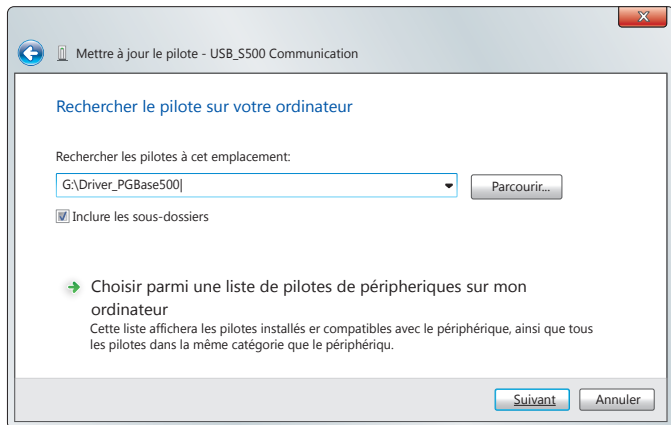 Mettre à jour le pilote - USB_S500 Communication
Rechercher le pilote sur votre ordinateur
Rechercher les pilotes à cet emplacement:
G:\Driver_PGBase500
Parcourir...
Inclure les sous-dossiers
Choisir parmi une liste de pilotes de péripheriques sur mon
ordinateur
Cette liste affichera les pilotes installés er compatibles avec le périphérique, ainsi que tous
les pilotes dans la même catégorie que le périphériqu.
Suivant
Annuler